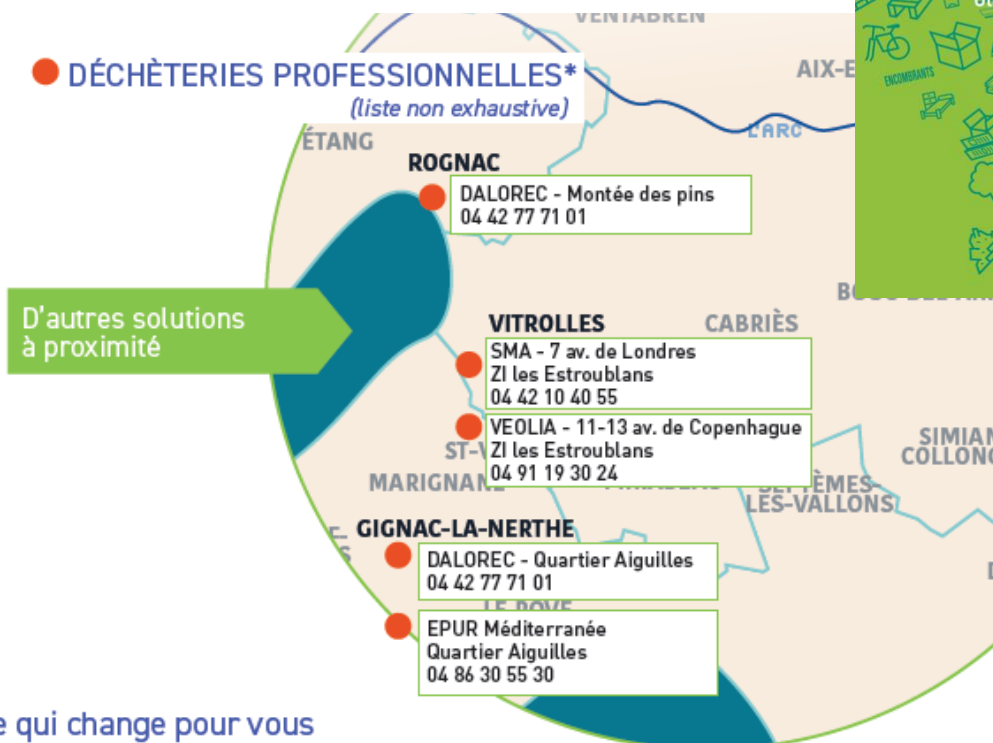 VENTABREN
DÉCHÈTERIES PROFESSIONNELLES*
(liste non exhaustive)
AIX-E
ENCOMBRANTS
L'ARC
ÉTANG
ROGNAC
DALOREC - Montée des pins
04 42 77 71 01
D'autres solutions
à proximité
VITROLLES
CABRIÈS
SMA - 7 av. de Londres
ZI les Estroublans
04 42 10 40 55
VEOLIA - 11-13 av. de Copenhague
ZI les Estroublans
04 91 19 30 24
ST-V
MARIGNANE
SIMIAN
COLLONG
SEPTÈMES-
LES-VALLONS
GIGNAC-LA-NERTHE
DALOREC - Quartier Aiguilles
04 42 77 71 01
LE ROVE
EPUR Méditerranée
Quartier Aiguilles
04 86 30 55 30
e qui change pour vous